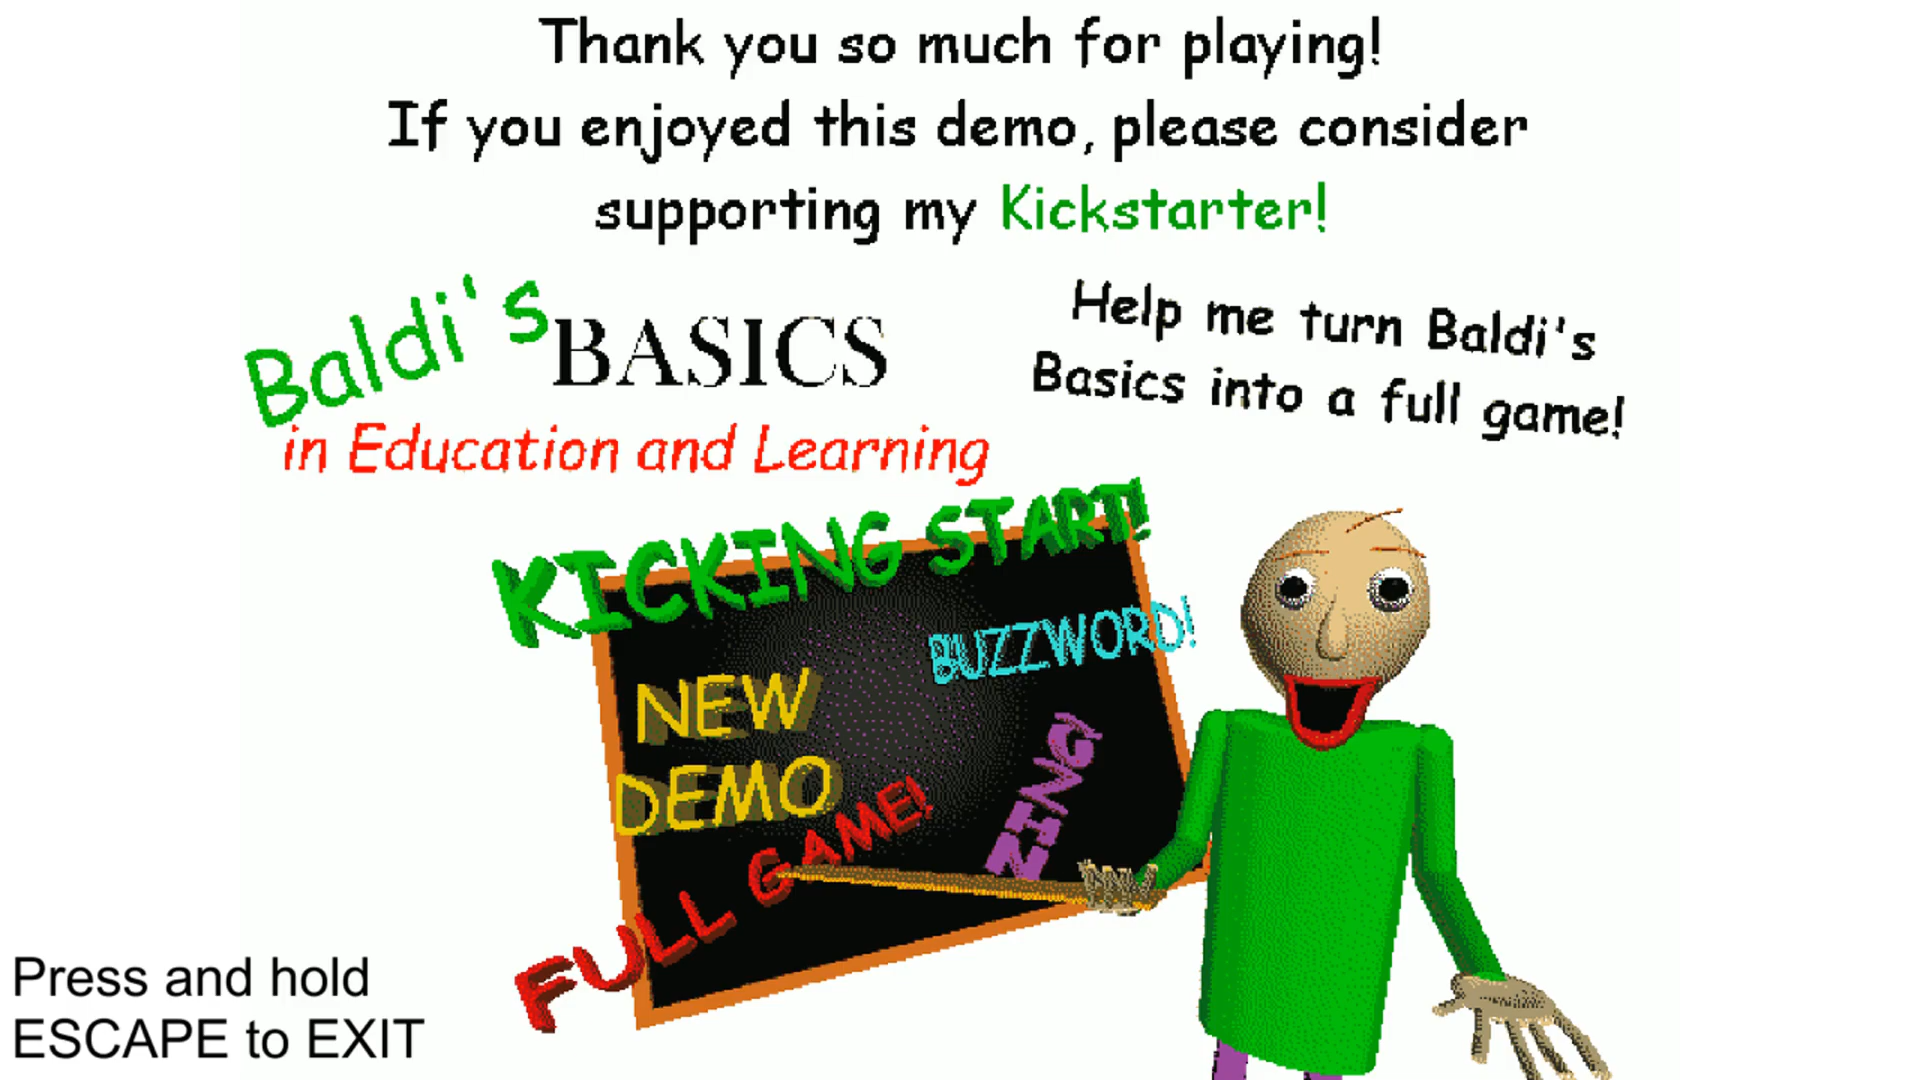 Thank you so much for playing!
If you enjoyed this demo, please consider
supporting my Kickstarter!
Baldi's BASICS
in Education and Learning
Help me turn Baldi's
Basics into a full game!
KICKING START!
BUZZWORD!
NEW
DEMO
ZING!
FULL GAME!
Press and hold
ESCAPE to EXIT